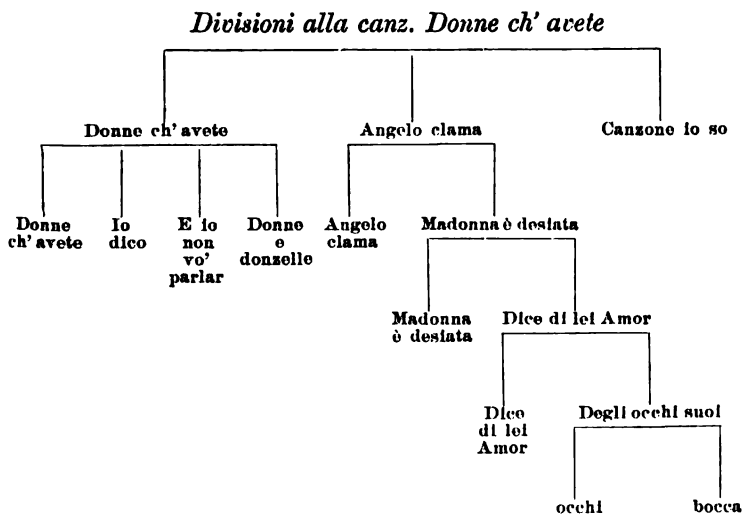 Divisioni alla canz. Donne ch' avete
Donne ch' avete
Angelo clama
Canzone io so
Donne
ch' avete
Io
dico
E io
non
vo'
parlar
Donne
e
donzelle
Angelo
clama
Madonna è desiata
Madonna
è desiata
Dice di lei Amor
Dice
di lei
Amor
Degli occhi suoi
occhi
bocca